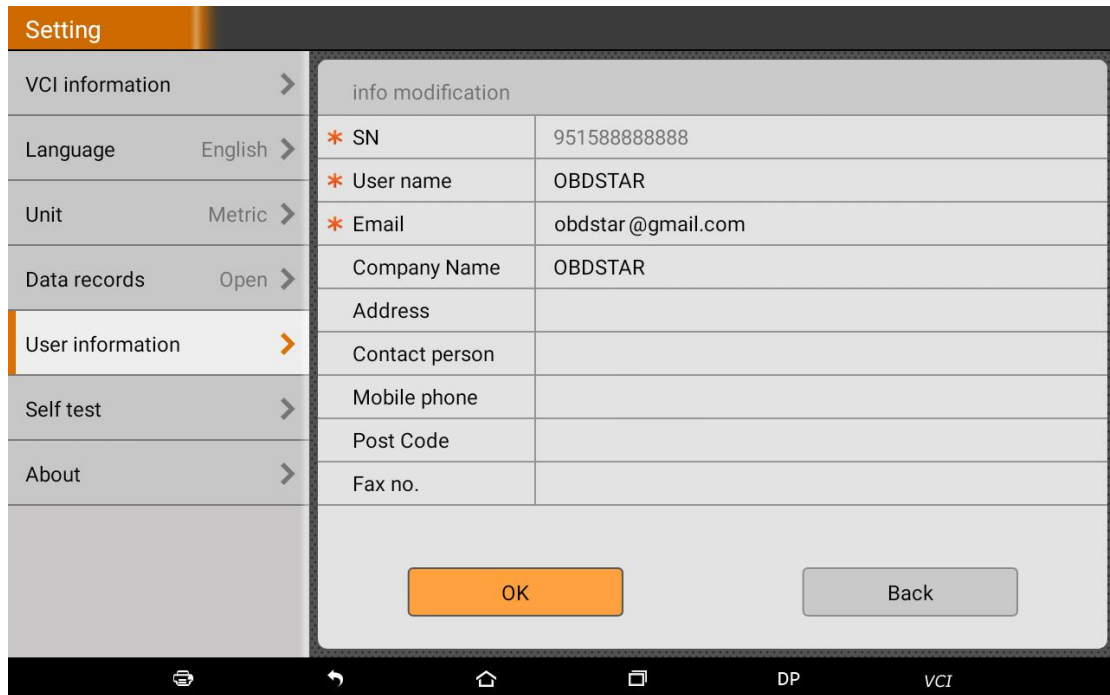 Setting
VCI information
Language English
Unit Metric
Data records Open
User information
Self test
About
info modification
* SN 951588888888
* User name OBDSTAR
* Email obdstar@gmail.com
Company Name OBDSTAR
Address
Contact person
Mobile phone
Post Code
Fax no.
OK Back
DP VCI